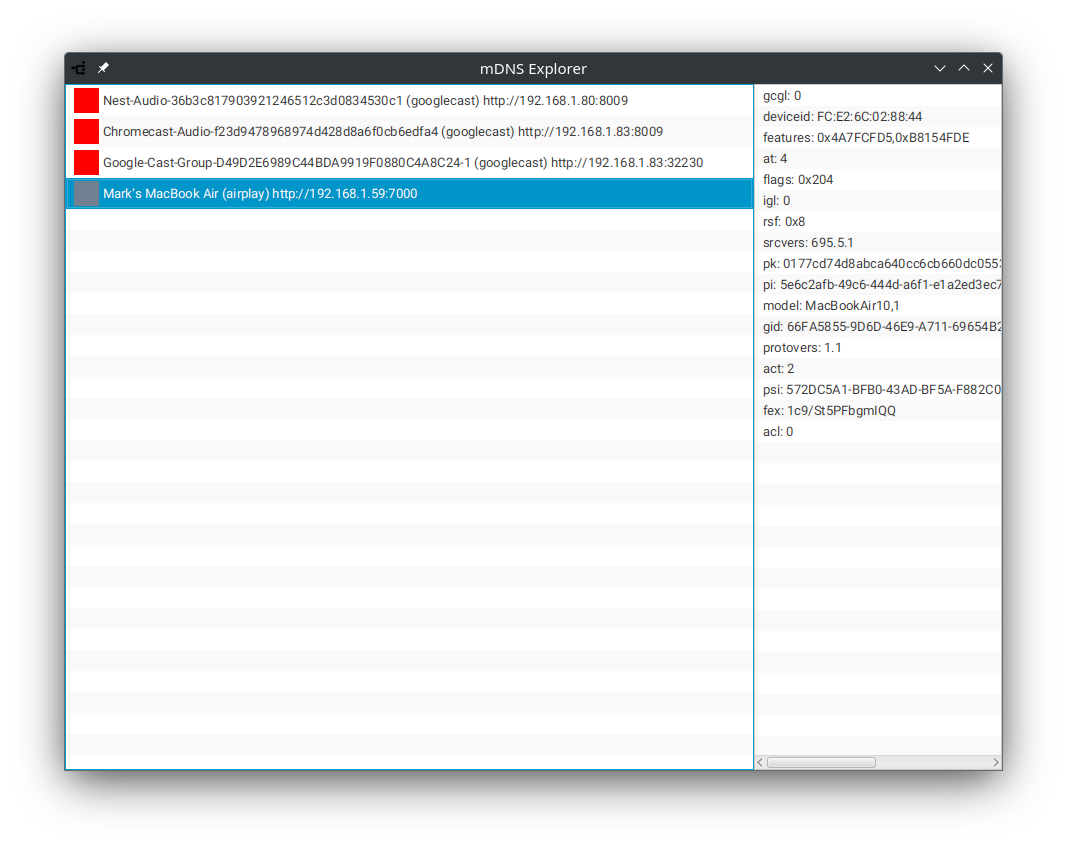 mDNS Explorer
Nest-Audio-36b3c817903921246512c3d0834530c1 (googlecast) http://192.168.1.80:8009
Chromecast-Audio-f23d9478968974d428d8a6f0cb6edfa4 (googlecast) http://192.168.1.83:8009
Google-Cast-Group-D49D2E6989C44BDA9919F0880C4A8C24-1 (googlecast) http://192.168.1.83:32230
Mark's MacBook Air (airplay) http://192.168.1.59:7000
gcgl: 0
deviceid: FC:E2:6C:02:88:44
features: 0x4A7FCFD5,0xB8154FDE
at: 4
flags: 0x204
igl: 0
rsf: 0x8
srcvers: 695.5.1
pk: 0177cd74d8abca640cc6cb660dc055
pi: 5e6c2afb-49c6-444d-a6f1-e1a2ed3ec7
model: MacBookAir10,1
gid: 66FA5855-9D6D-46E9-A711-69654B2
protovers: 1.1
act: 2
psi: 572DC5A1-BFB0-43AD-BF5A-F882C0
fex: 1c9/St5PFbgmIQQ
acl: 0